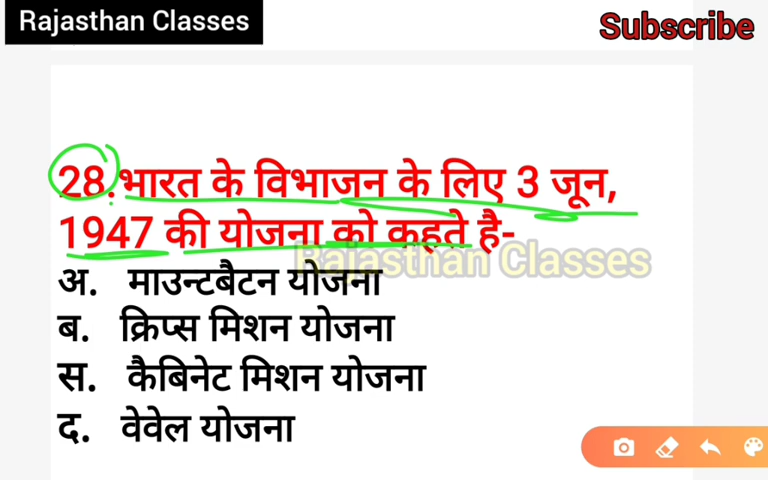 Rajasthan Classes
Subscribe
28.भारत के विभाजन के लिए 3 जून,
1947 की योजना को कहते है-
Rajasthan Classes
अ. माउन्टबैटन योजना
ब. क्रिप्स मिशन योजना
स. कैबिनेट मिशन योजना
द. वेवेल योजना